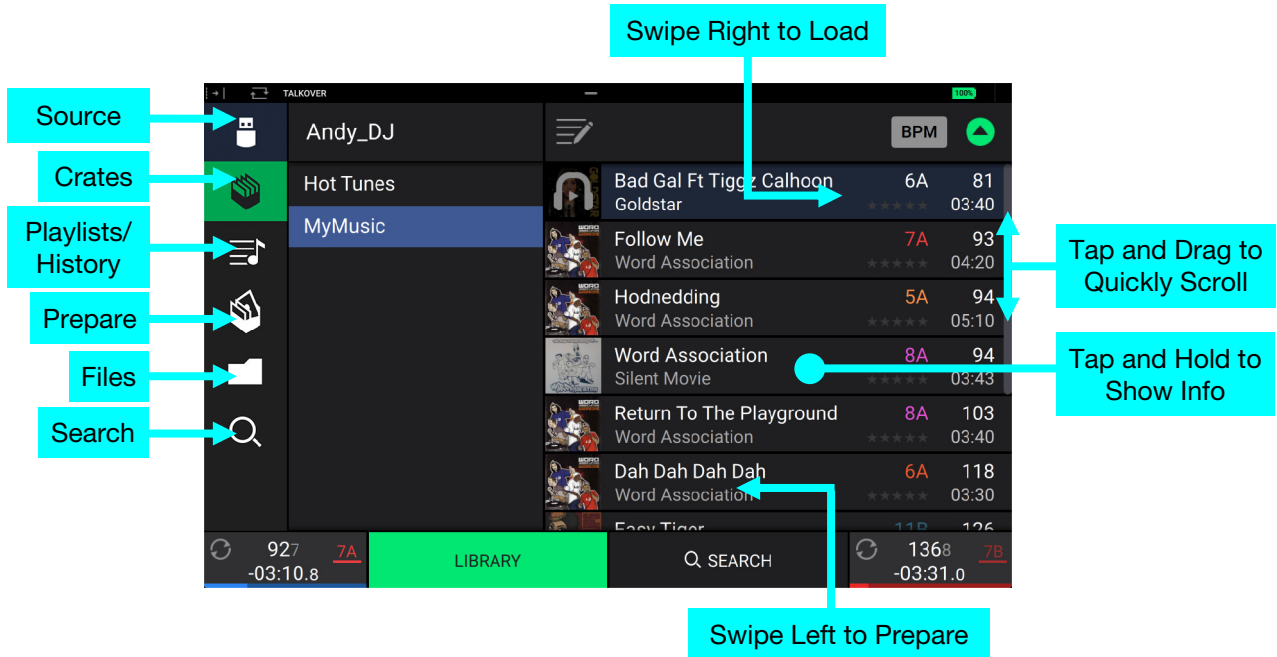 Swipe Right to Load
TALKOVER
100%
Source
Andy_DJ
BPM
Crates
Hot Tunes
MyMusic
Playlists/
History
Prepare
Files
Search
Bad Gal Ft Tiggz Calhoon 6A 81
Goldstar 03:40
Follow Me 7A 93
Word Association 04:20
Hodnedding 5A 94
Word Association 05:10
Word Association 8A 94
Silent Movie 03:43
Return To The Playground 8A 103
Word Association 03:40
Dah Dah Dah Dah 6A 118
Word Association 03:30
Easy Tiger 11B 126
Tap and Drag to
Quickly Scroll
Tap and Hold to
Show Info
927 7A
-03:10.8
LIBRARY
SEARCH
1368 7B
-03:31.0
Swipe Left to Prepare